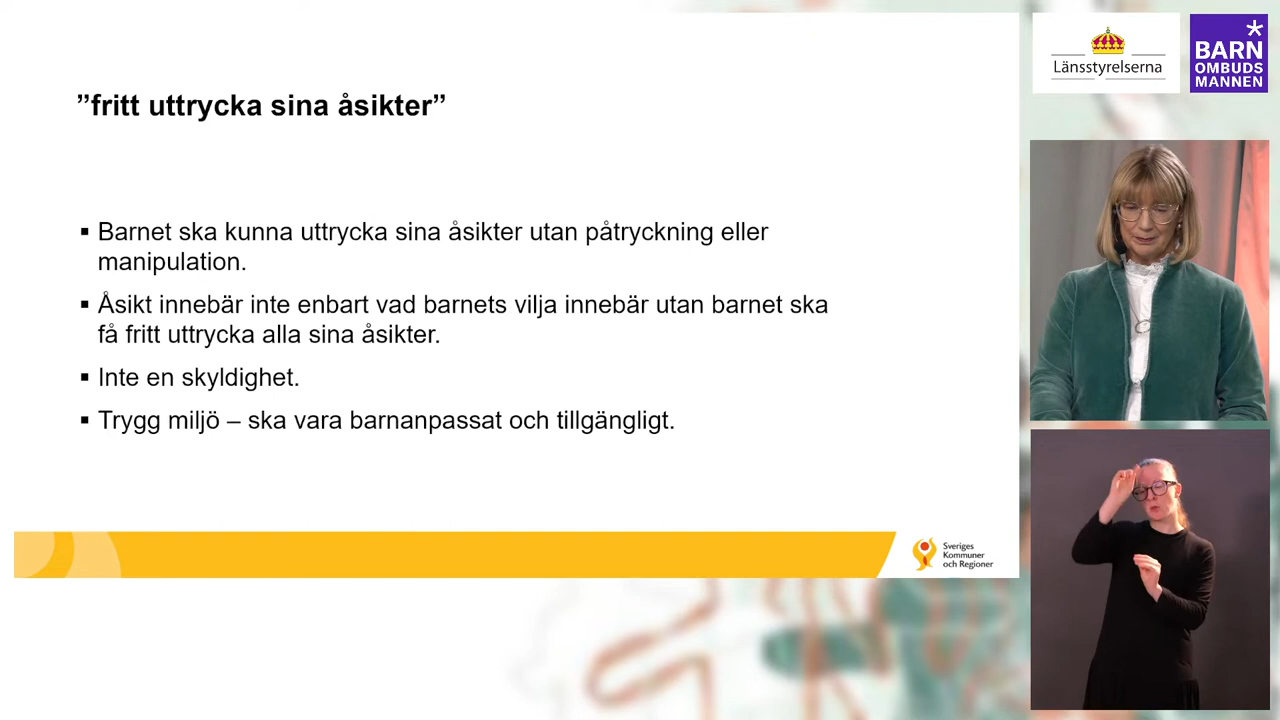 ”fritt uttrycka sina åsikter”
▪ Barnet ska kunna uttrycka sina åsikter utan påtryckning eller
manipulation.
▪ Åsikt innebär inte enbart vad barnets vilja innebär utan barnet ska
få fritt uttrycka alla sina åsikter.
▪ Inte en skyldighet.
▪ Trygg miljö – ska vara barnanpassat och tillgängligt.
Sveriges
Kommuner
och Regioner
Länsstyrelserna
BARN
OMBUDS
MANNEN